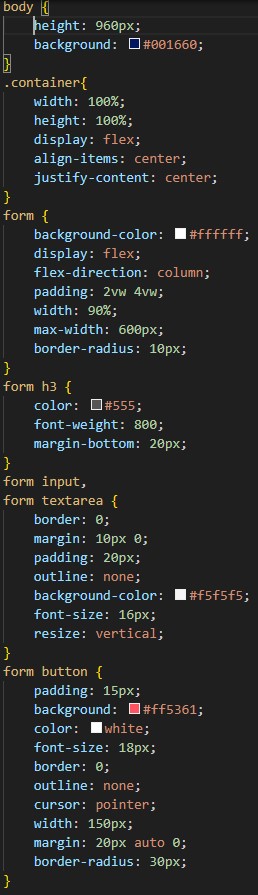 body {
height: 960px;
background: #001660;
}
.container{
width: 100%;
height: 100%;
display: flex;
align-items: center;
justify-content: center;
}
form {
background-color: #ffffff;
display: flex;
flex-direction: column;
padding: 2vw 4vw;
width: 90%;
max-width: 600px;
border-radius: 10px;
}
form h3 {
color: #555;
font-weight: 800;
margin-bottom: 20px;
}
form input,
form textarea {
border: 0;
margin: 10px 0;
padding: 20px;
outline: none;
background-color: #f5f5f5;
font-size: 16px;
resize: vertical;
}
form button {
padding: 15px;
background: #ff5361;
color: white;
font-size: 18px;
border: 0;
outline: none;
cursor: pointer;
width: 150px;
margin: 20px auto 0;
border-radius: 30px;
}